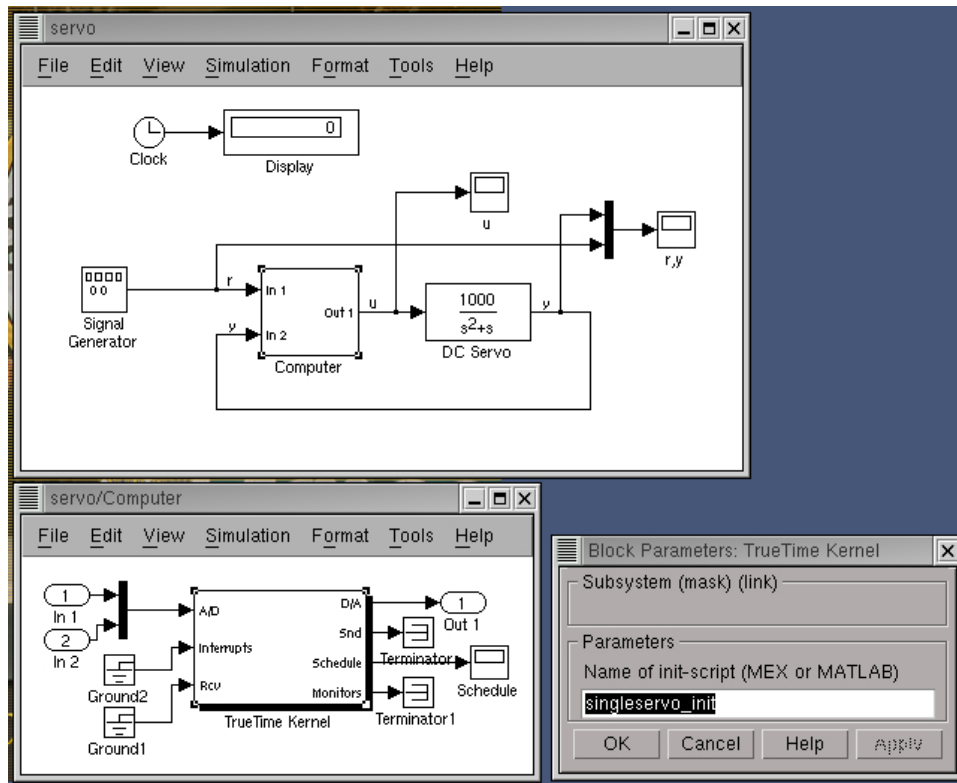 servo
File Edit View Simulation Format Tools Help
0
Clock
Display
u
r,y
r
In 1
Out 1
u
1000
s²+s
y
y
In 2
Signal
Generator
Computer
DC Servo
servo/Computer
File Edit View Simulation Format Tools Help
1
In 1
2
In 2
A/D
Interrupts
Rcv
D/A
Snd
Schedule
Monitors
1
Out 1
Terminator
Schedule
Terminator1
Ground2
Ground1
TrueTime Kernel
Block Parameters: TrueTime Kernel
Subsystem (mask) (link)
Parameters
Name of init-script (MEX or MATLAB)
singleservo_init
OK Cancel Help Apply